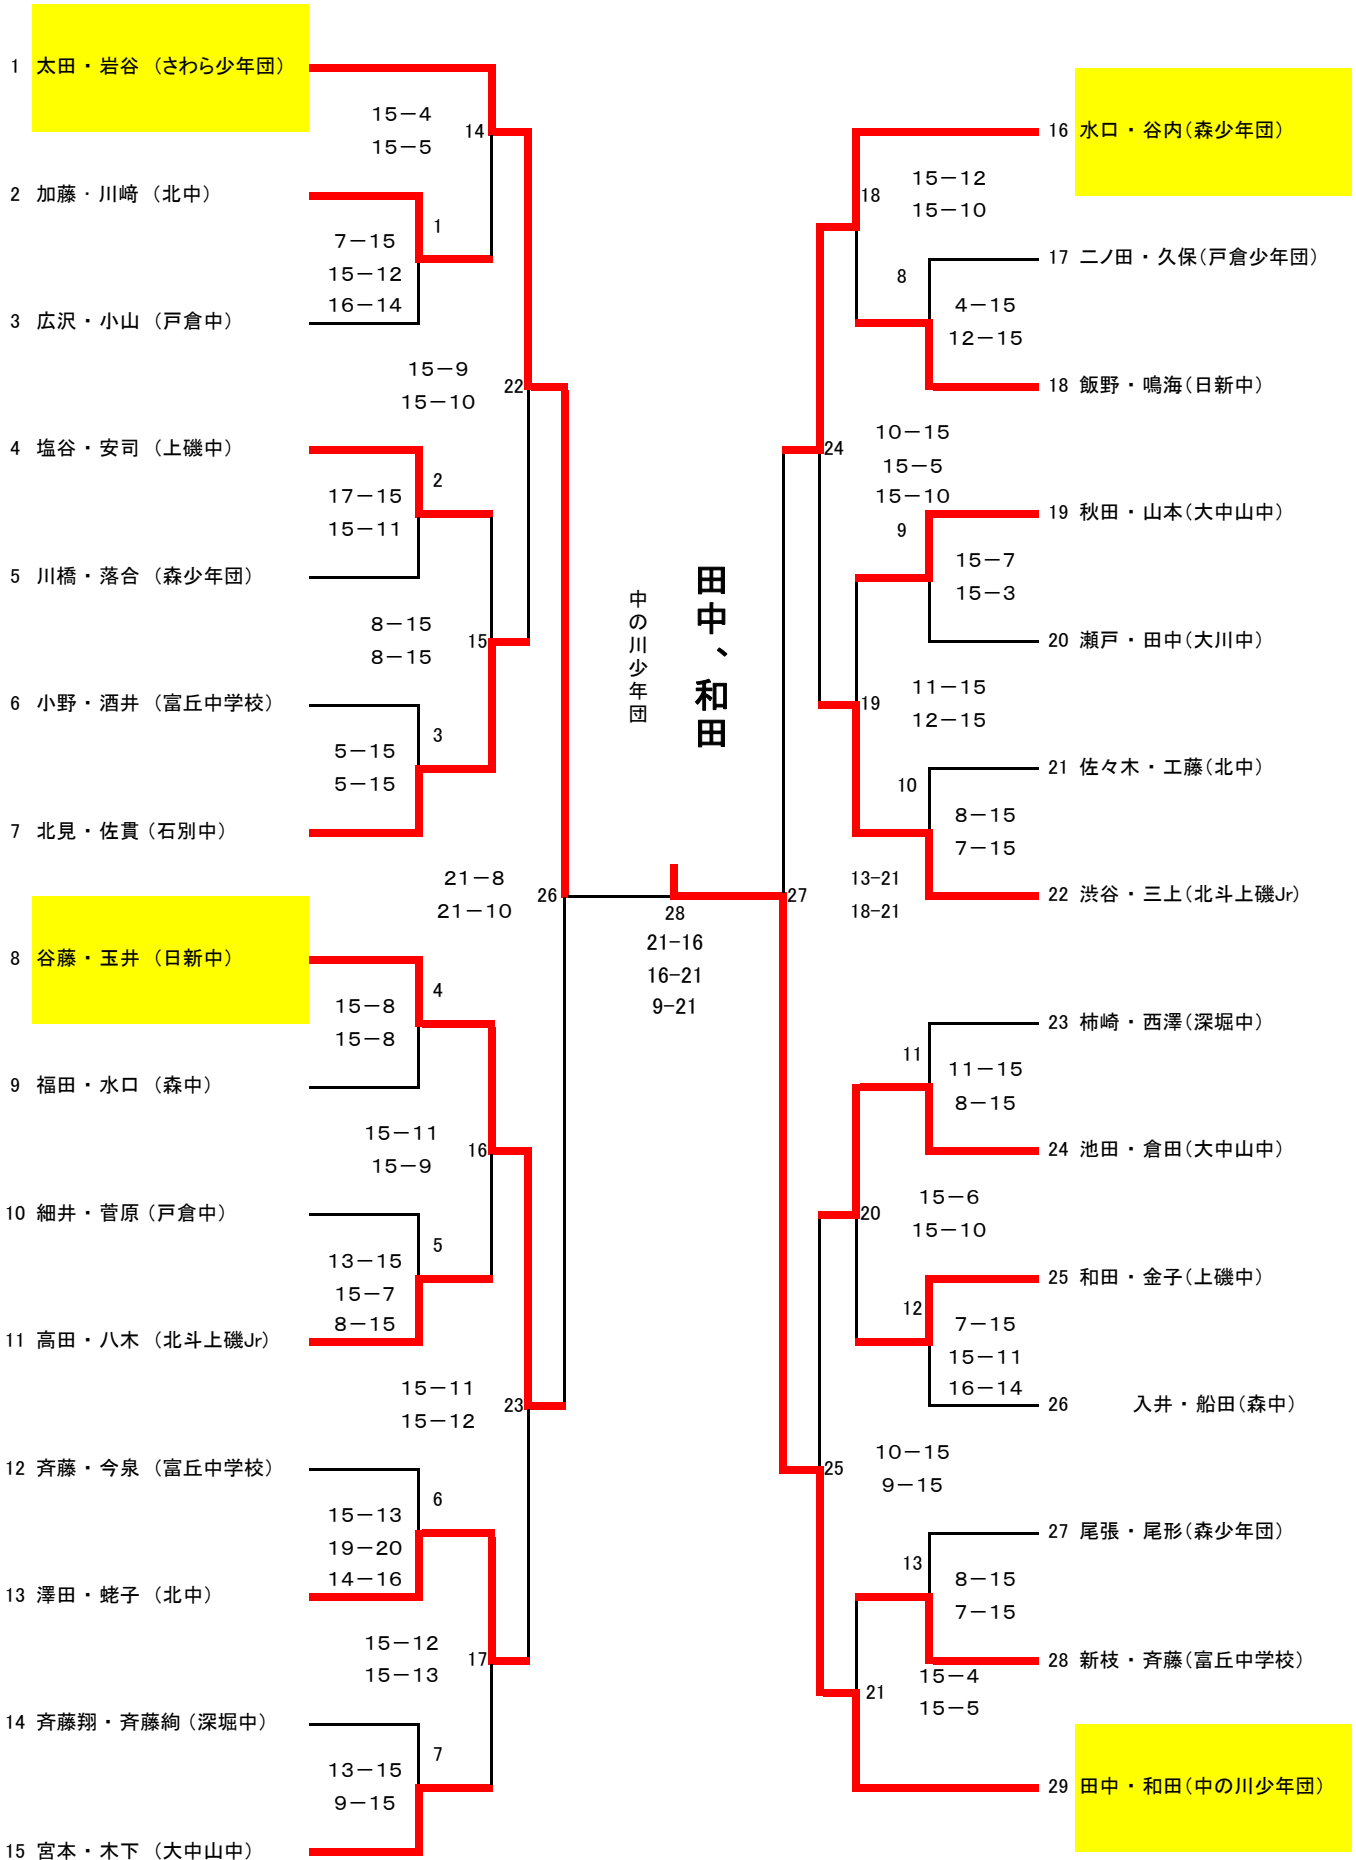 1 太田・岩谷 （さわら少年団）
15－4
15－5
14
2 加藤・川﨑 （北中）
1
7－15
15－12
16－14
3 広沢・小山 （戸倉中）
15－9
15－10
22
4 塩谷・安司 （上磯中）
2
17－15
15－11
5 川橋・落合 （森少年団）
8－15
8－15
15
6 小野・酒井 （富丘中学校）
3
5－15
5－15
7 北見・佐貫 （石別中）
21－8
21－10
26
8 谷藤・玉井 （日新中）
4
15－8
15－8
9 福田・水口 （森中）
15－11
15－9
16
10 細井・菅原 （戸倉中）
5
13－15
15－7
8－15
11 高田・八木 （北斗上磯Jr）
15－11
15－12
23
12 斉藤・今泉 （富丘中学校）
6
15－13
19－20
14－16
13 澤田・蛯子 （北中）
15－12
15－13
17
14 斉藤翔・斉藤絢 （深堀中）
7
13－15
9－15
15 宮本・木下 （大中山中）
田中、和田
中の川少年団
28
21-16
16-21
9-21
16 水口・谷内（森少年団）
18
15－12
15－10
17 二ノ田・久保（戸倉少年団）
8
4－15
12－15
18 飯野・鳴海（日新中）
24
10－15
15－5
15－10
19 秋田・山本（大中山中）
9
15－7
15－3
20 瀬戸・田中（大川中）
19
11－15
12－15
21 佐々木・工藤（北中）
10
8－15
7－15
22 渋谷・三上（北斗上磯Jr）
27
13-21
18-21
23 柿崎・西澤（深堀中）
11
11－15
8－15
24 池田・倉田（大中山中）
20
15－6
15－10
25 和田・金子（上磯中）
12
7－15
15－11
16－14
26 入井・船田（森中）
25
10－15
9－15
27 尾張・尾形（森少年団）
13
8－15
7－15
28 新枝・斉藤（富丘中学校）
21
15－4
15－5
29 田中・和田（中の川少年団）